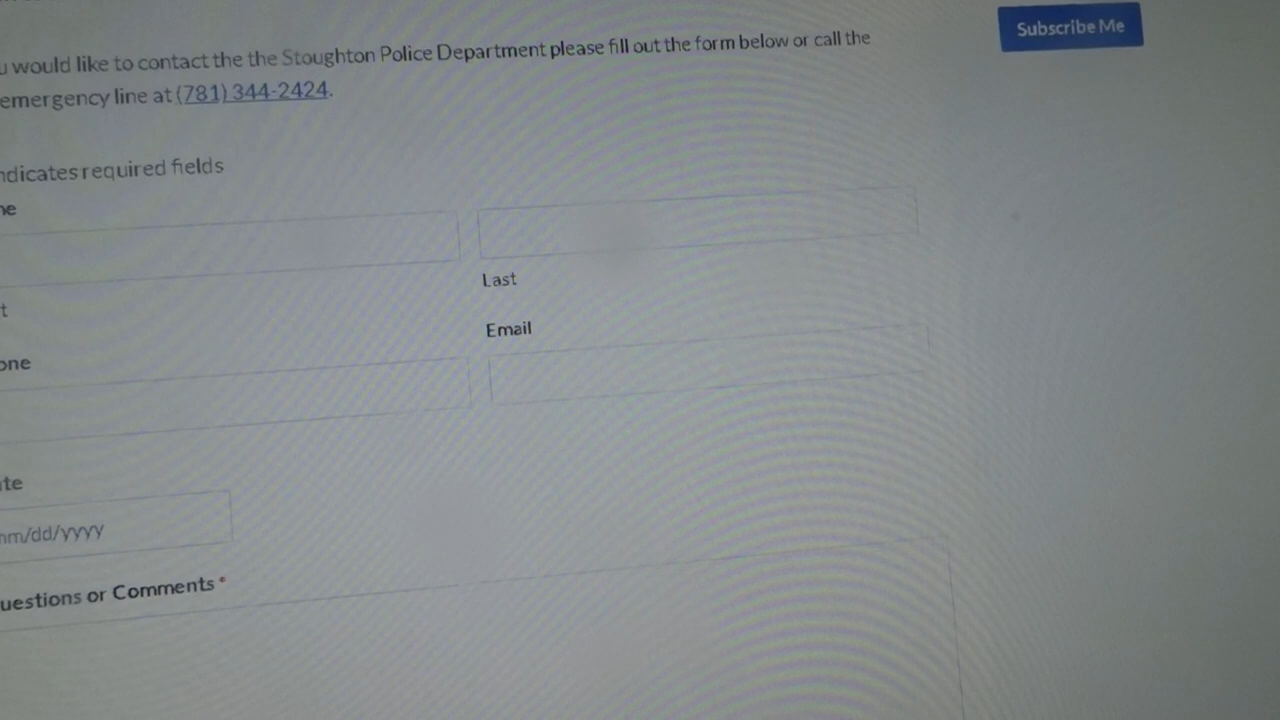 Subscribe Me
u would like to contact the the Stoughton Police Department please fill out the form below or call the
emergency line at (781) 344-2424.
ndicates required fields
ne
Last
t
Email
one
ate
mm/dd/yyyy
uestions or Comments *